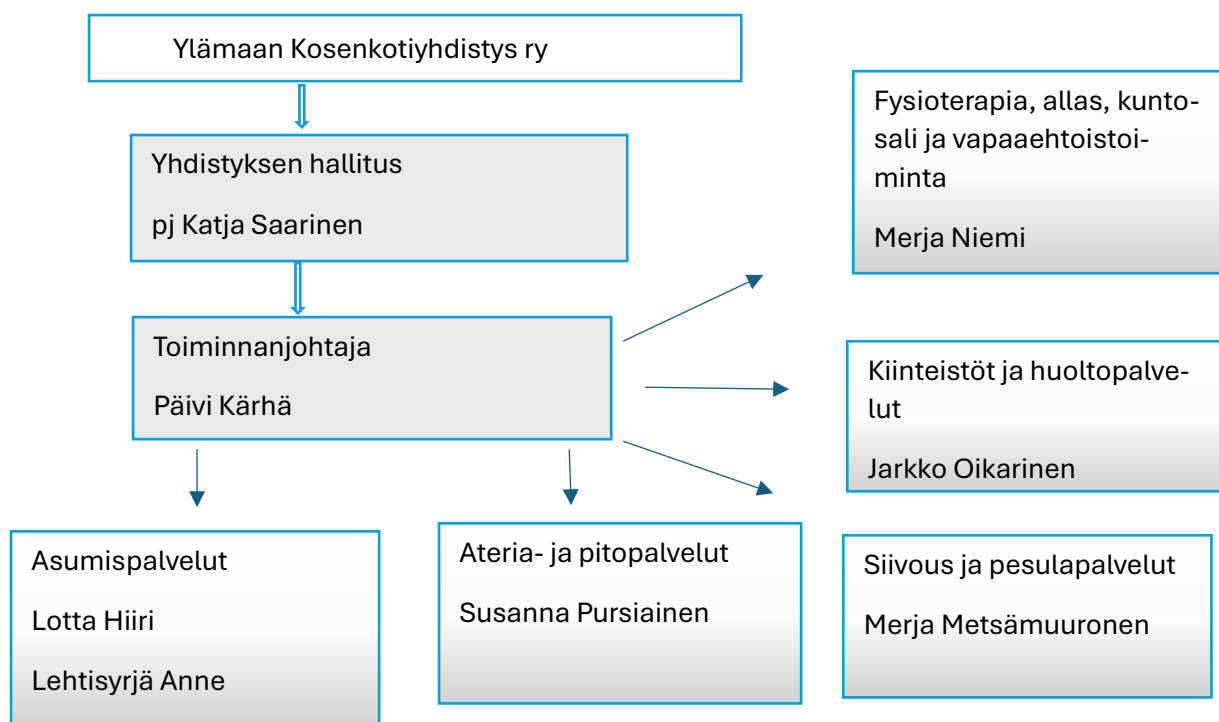 Ylämaan Kosenkotiyhdistys ry
Yhdistyksen hallitus
pj Katja Saarinen
Toiminnanjohtaja
Päivi Kärhä
Fysioterapia, allas, kunto-
sali ja vapaaehtoistoi-
minta
Merja Niemi
Kiinteistöt ja huoltopalve-
lut
Jarkko Oikarinen
Asumispalvelut
Lotta Hiiri
Lehtisyrjä Anne
Ateria- ja pitopalvelut
Susanna Pursiainen
Siivous ja pesulapalvelut
Merja Metsämuuronen